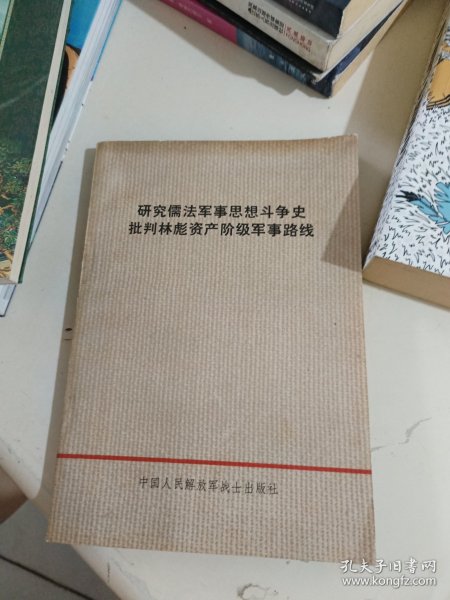 研究儒法军事思想斗争史
批判林彪资产阶级军事路线
中国人民解放军战士出版社
孔夫子旧书网
www.kongfz.com